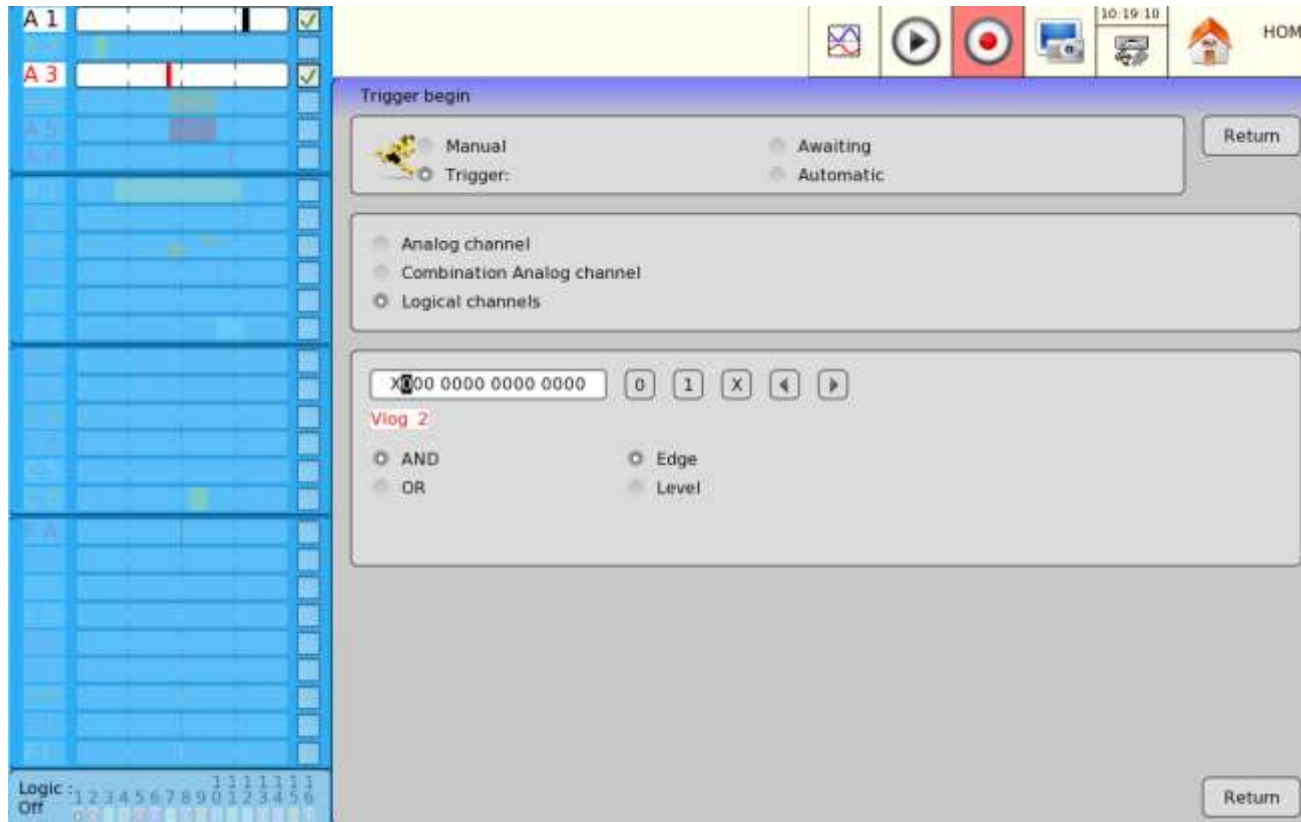 A 1
10:19:10
HOM
A 3
Trigger begin
Manual Awaiting
Return
Trigger: Automatic
A 5
A 6
Analog channel
Combination Analog channel
Logical channels
X000 0000 0000 0000 0 1 X
Vlog 2
AND Edge
OR Level
Logic :
Off
1 2 3 4 5 6 7 8 9 10 11 12 13 14 15 16
Return